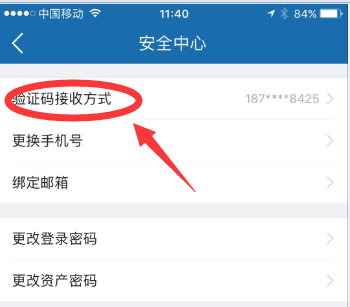 中国移动 11:40 84%
安全中心
验证码接收方式 187****8425
更换手机号
绑定邮箱
更改登录密码
更改资产密码